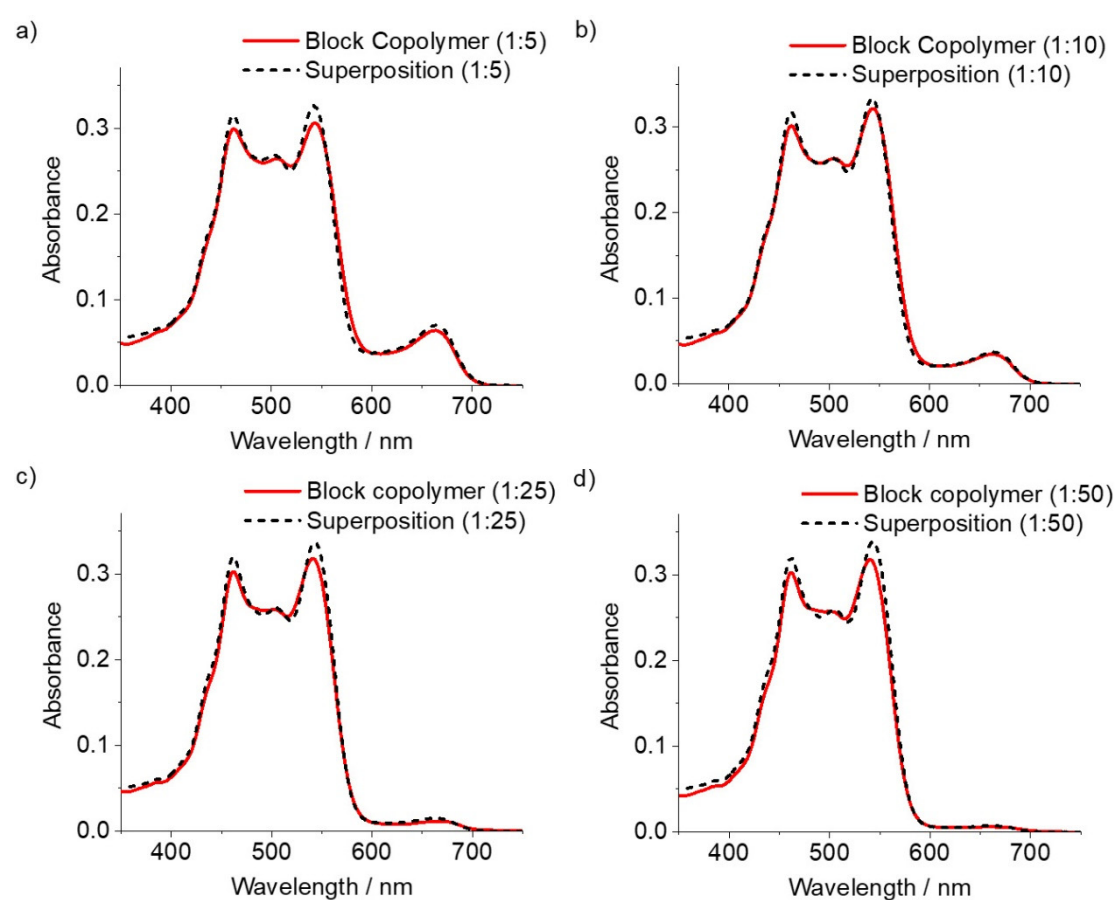 a)
Block Copolymer (1:5)
Superposition (1:5)
Absorbance
0.3
0.2
0.1
0.0
400 500 600 700
Wavelength / nm
b)
Block Copolymer (1:10)
Superposition (1:10)
Absorbance
0.3
0.2
0.1
0.0
400 500 600 700
Wavelength / nm
c)
Block copolymer (1:25)
Superposition (1:25)
Absorbance
0.3
0.2
0.1
0.0
400 500 600 700
Wavelength / nm
d)
Block copolymer (1:50)
Superposition (1:50)
Absorbance
0.3
0.2
0.1
0.0
400 500 600 700
Wavelength / nm